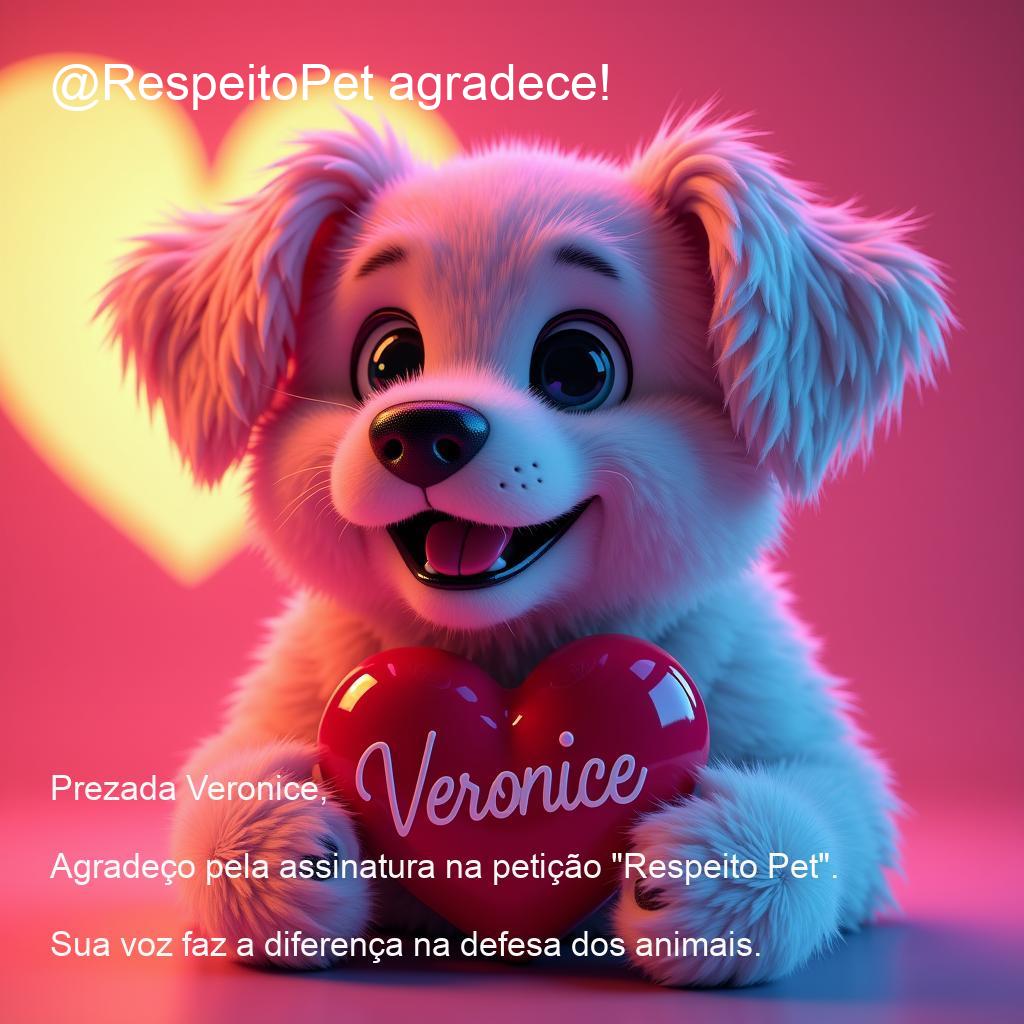 @RespeitoPet agradece!
Veronice
Prezada Veronice,
Agradeço pela assinatura na petição "Respeito Pet".
Sua voz faz a diferença na defesa dos animais.